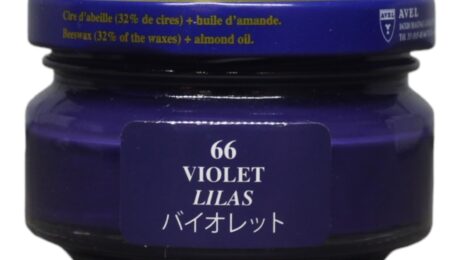 Cire d'abeille (32% de cires) + huile d'amande.
Beeswax (32% of the waxes) + almond oil.
AVEL
66
VIOLET
LILAS
バイオレット